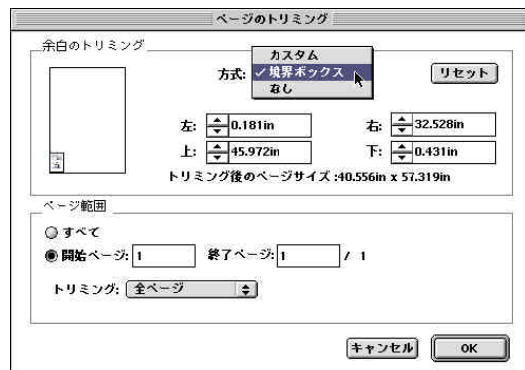 ページのトリミング
余白のトリミング
カスタム
方式: ✓境界ボックス
なし
リセット
左: 0.181in 右: 32.528in
上: 45.972in 下: 0.431in
トリミング後のページサイズ :40.556in x 57.319in
ページ範囲
すべて
開始ページ: 1 終了ページ: 1 / 1
トリミング: 全ページ
キャンセル OK